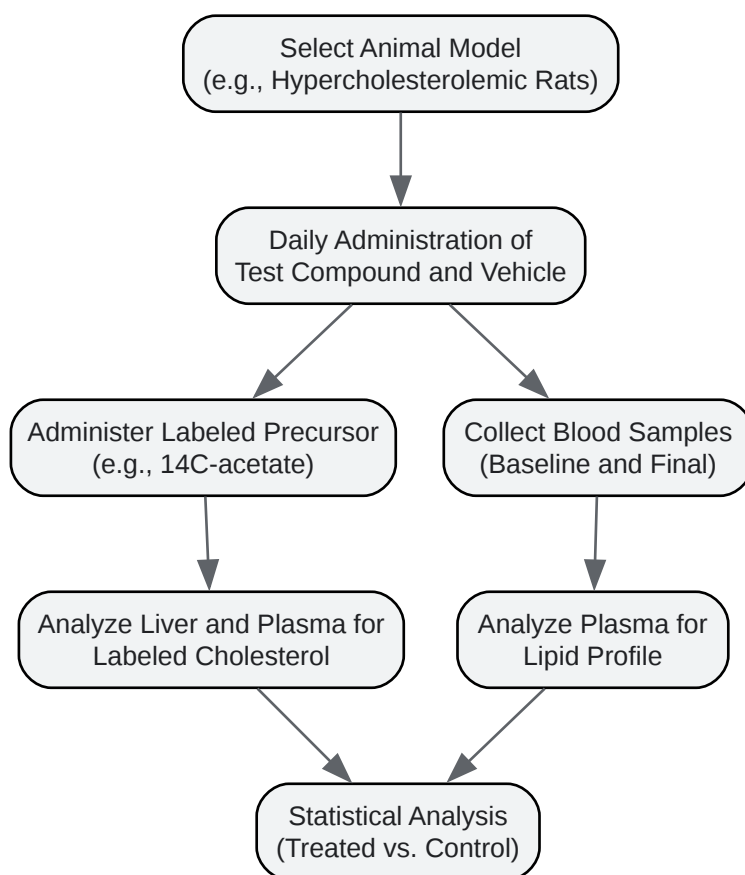 Select Animal Model
(e.g., Hypercholesterolemic Rats)
Daily Administration of
Test Compound and Vehicle
Administer Labeled Precursor
(e.g., 14C-acetate)
Collect Blood Samples
(Baseline and Final)
Analyze Liver and Plasma for
Labeled Cholesterol
Analyze Plasma for
Lipid Profile
Statistical Analysis
(Treated vs. Control)